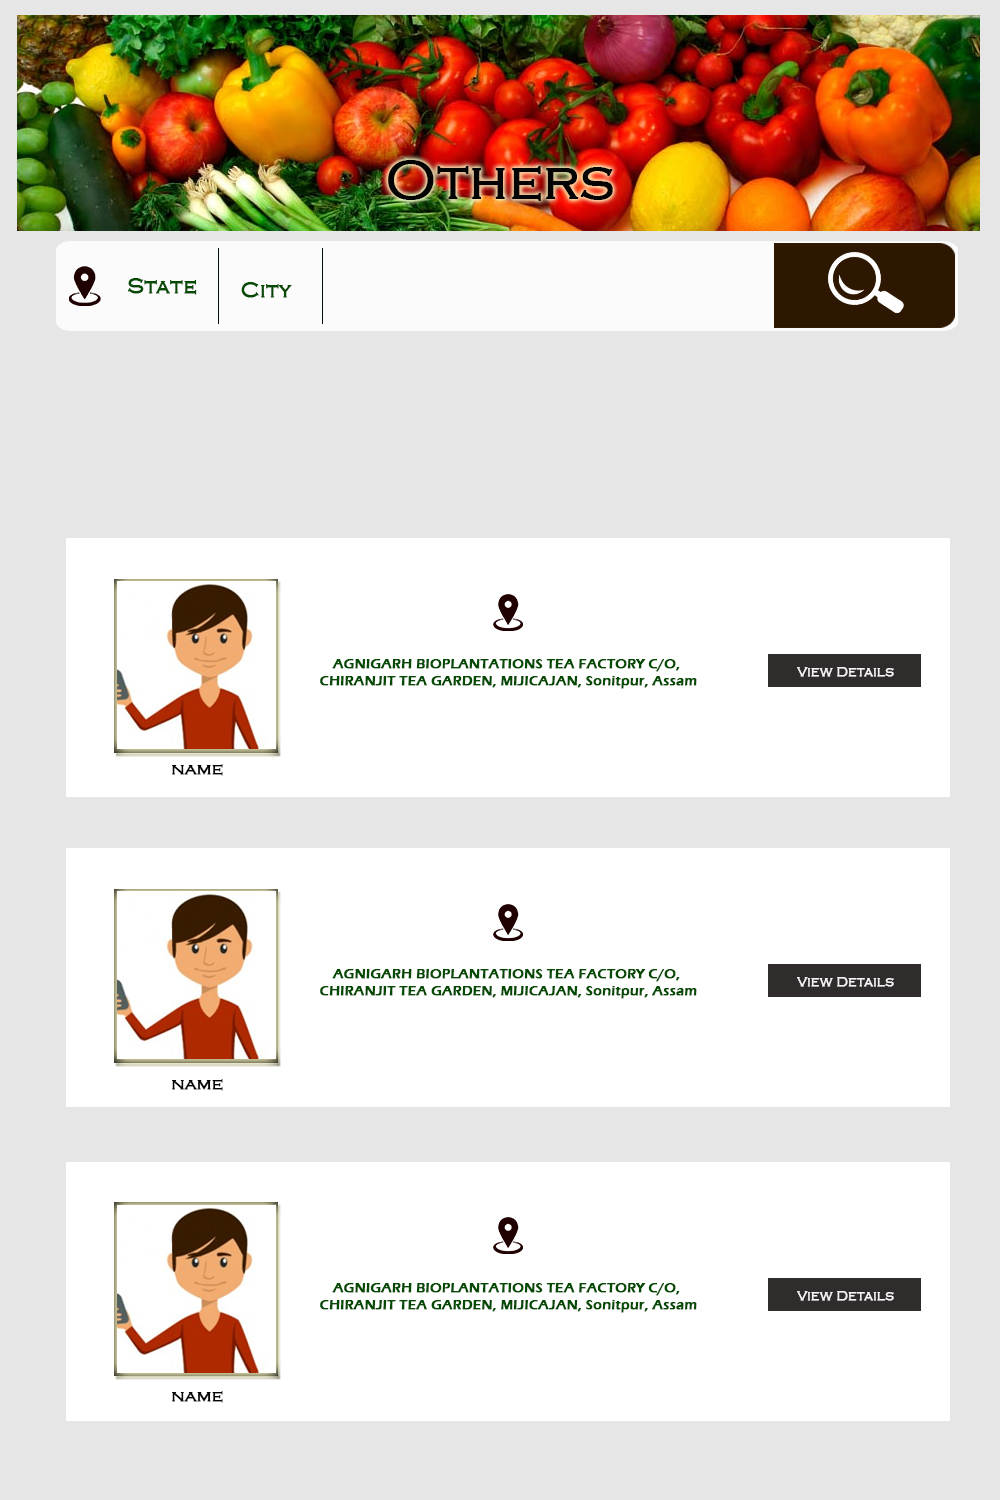 Others
State
City
AGNIGARH BIOPLANTATIONS TEA FACTORY C/O,
CHIRANJIT TEA GARDEN, MIJICAJAN, Sonitpur, Assam
View Details
NAME
AGNIGARH BIOPLANTATIONS TEA FACTORY C/O,
CHIRANJIT TEA GARDEN, MIJICAJAN, Sonitpur, Assam
View Details
NAME
AGNIGARH BIOPLANTATIONS TEA FACTORY C/O,
CHIRANJIT TEA GARDEN, MIJICAJAN, Sonitpur, Assam
View Details
NAME